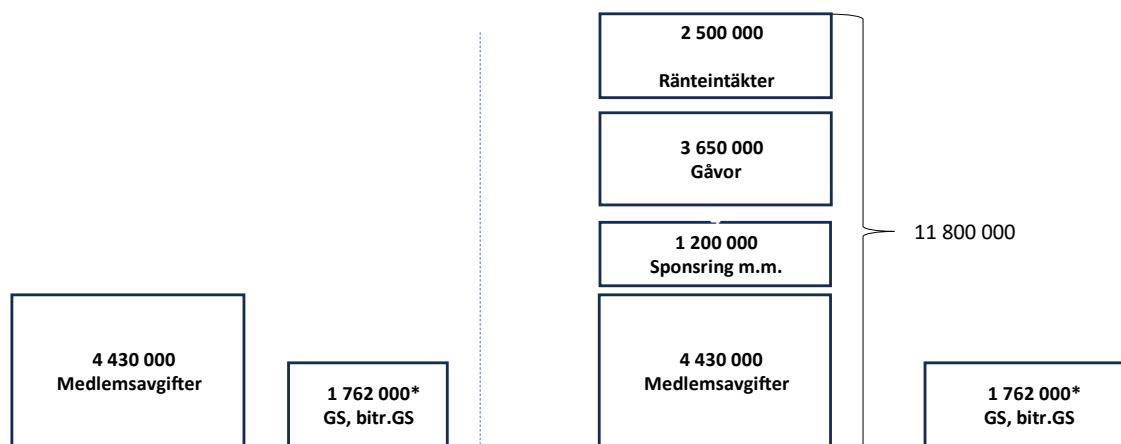 2 500 000
Ränteintäkter
3 650 000
Gåvor
1 200 000
Sponsring m.m.
11 800 000
4 430 000
Medlemsavgifter
1 762 000*
GS, bitr.GS
4 430 000
Medlemsavgifter
1 762 000*
GS, bitr.GS